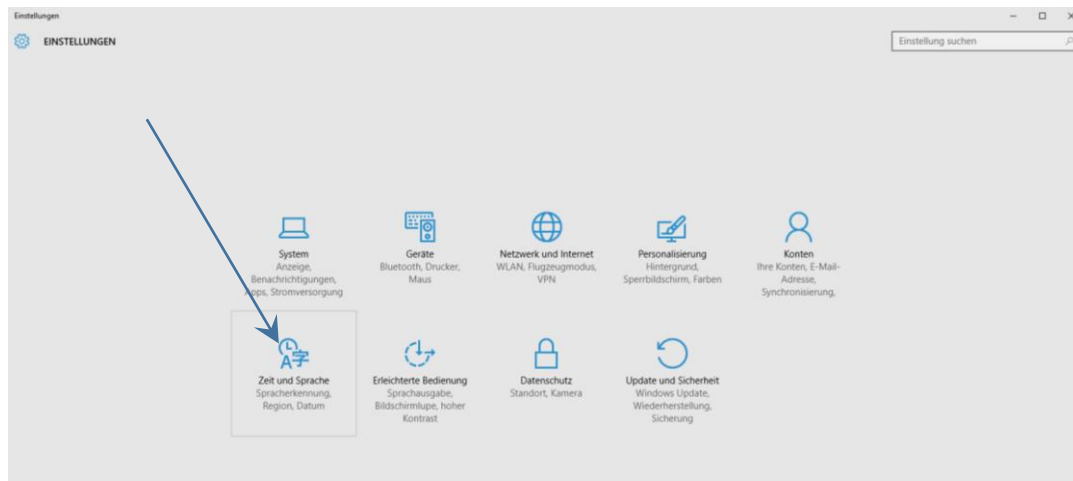 Einstellungen
EINSTELLUNGEN
Einstellung suchen
System
Anzeige,
Benachrichtigungen,
Apps, Stromversorgung
Geräte
Bluetooth, Drucker,
Maus
Netzwerk und Internet
WLAN, Flugzeugmodus,
VPN
Personalisierung
Hintergrund,
Sperrbildschirm, Farben
Konten
Ihre Konten, E-Mail-
Adresse,
Synchronisierung,
A字
Zeit und Sprache
Spracherkennung,
Region, Datum
Erleichterte Bedienung
Sprachausgabe,
Bildschirmlupe, hoher
Kontrast
Datenschutz
Standort, Kamera
Update und Sicherheit
Windows Update,
Wiederherstellung,
Sicherung